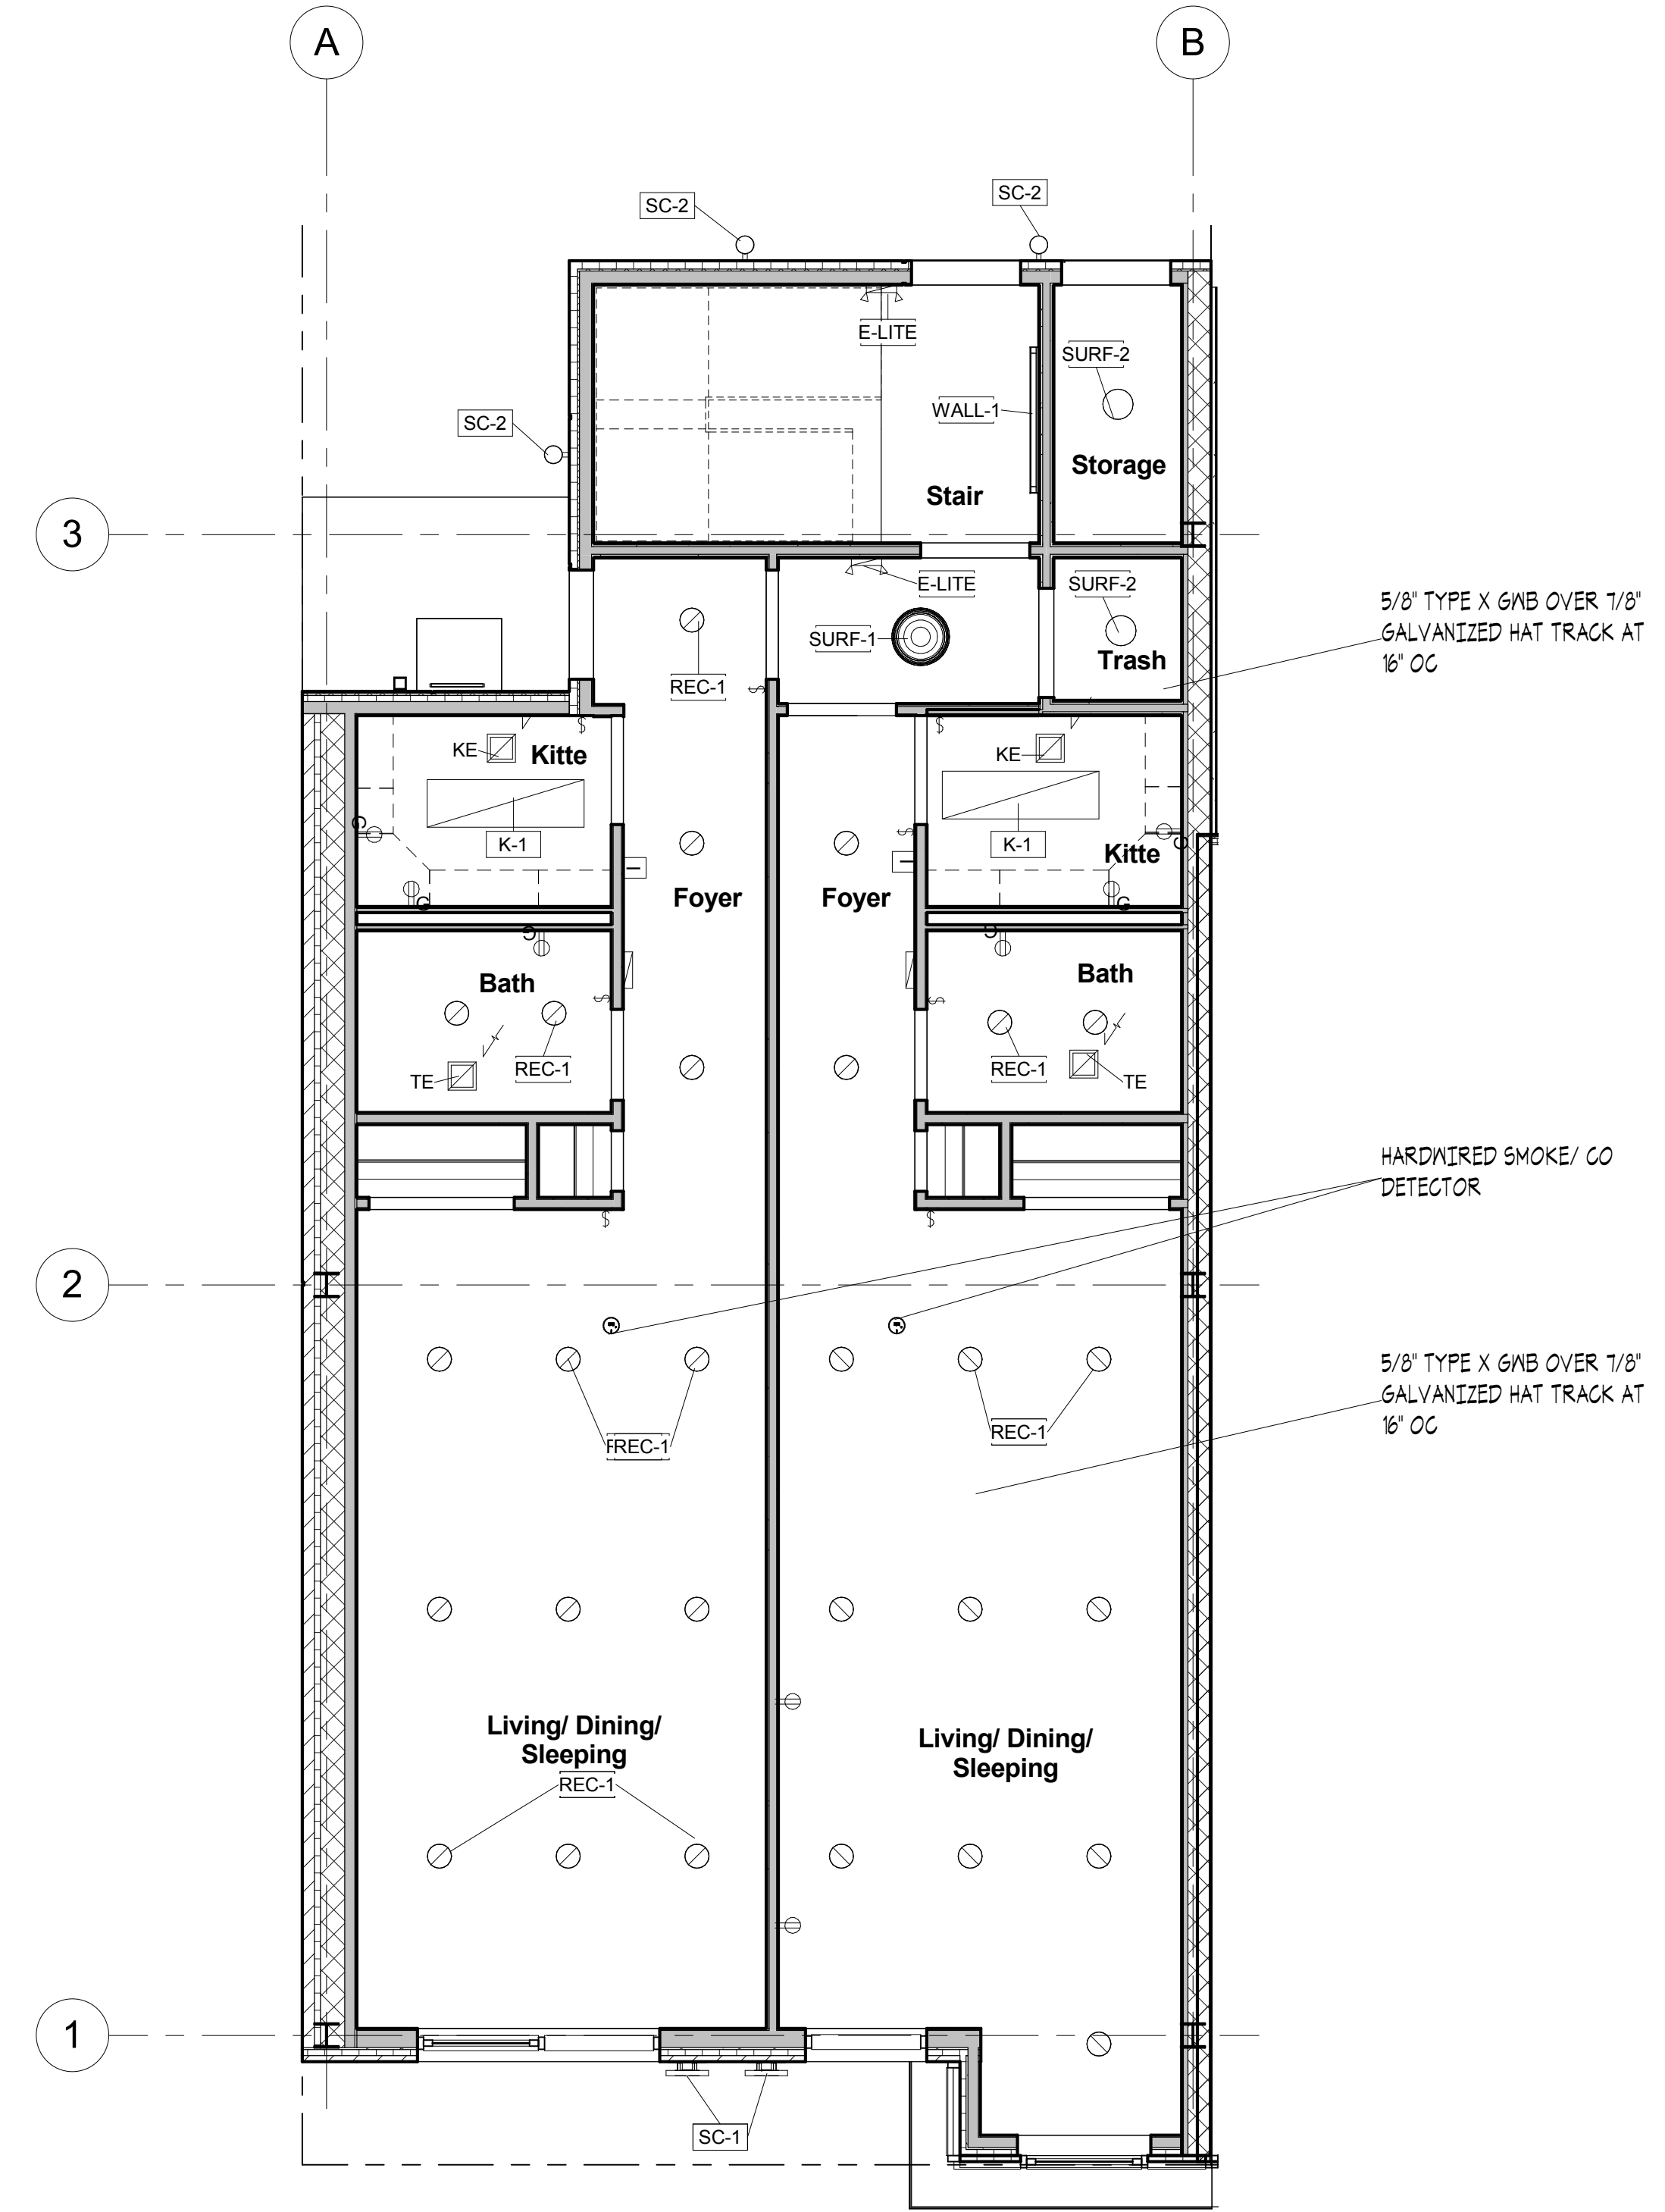 A
B
SC-2
SC-2
E-LITE
SURF-2
WALL-1
SC-2
Storage
Stair
3
E-LITE
SURF-2
5/8" TYPE X GWB OVER 7/8"
GALVANIZED HAT TRACK AT
16" OC
SURF-1
Trash
REC-1
$
$
$
KE
Kitte
KE
K-1
K-1
$
G
G
Kitte
Foyer
Foyer
G
G
G
G
Bath
Bath
$
$
REC-1
REC-1
TE
TE
HARDWIRED SMOKE/ CO
DETECTOR
$
$
2
5/8" TYPE X GWB OVER 7/8"
GALVANIZED HAT TRACK AT
16" OC
REC-1
REC-1
Living/ Dining/
Sleeping
Living/ Dining/
Sleeping
REC-1
1
SC-1